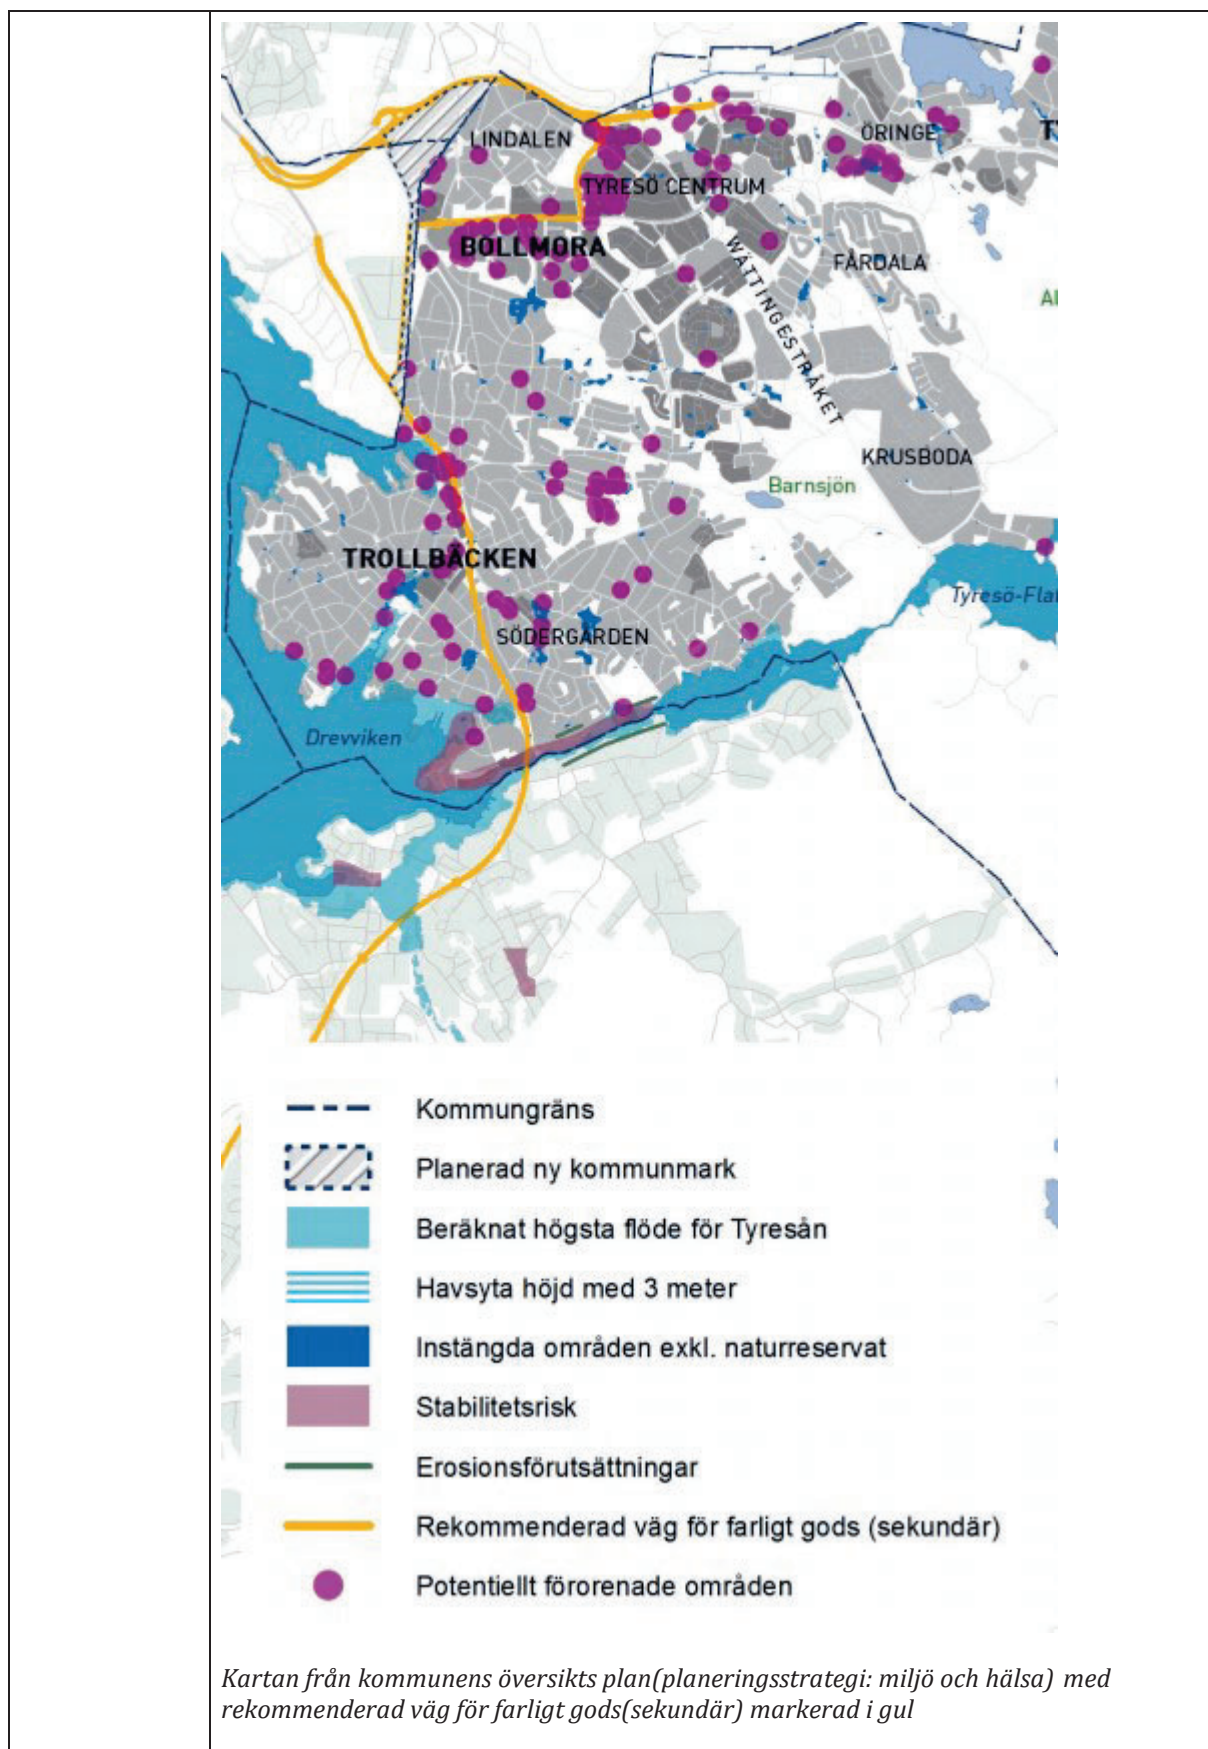 LINDALEN
ÖRINGE
TYRESÖ CENTRUM
BOLLMORA
WÄTTINGESTRÅKET
FÅRDALA
KRUSBODA
Barnsjön
TROLLBÄCKEN
Tyresö-Fla
SÖDERGÅRDEN
Drevviken
Kommungräns
Planerad ny kommunmark
Beräknat högsta flöde för Tyresån
Havsyta höjd med 3 meter
Instängda områden exkl. naturreservat
Stabilitetsrisk
Erosionsförutsättningar
Rekommenderad väg för farligt gods (sekundär)
Potentiellt förorenade områden
Kartan från kommunens översikts plan(planeringsstrategi: miljö och hälsa) med
rekommenderad väg för farligt gods(sekundär) markerad i gul